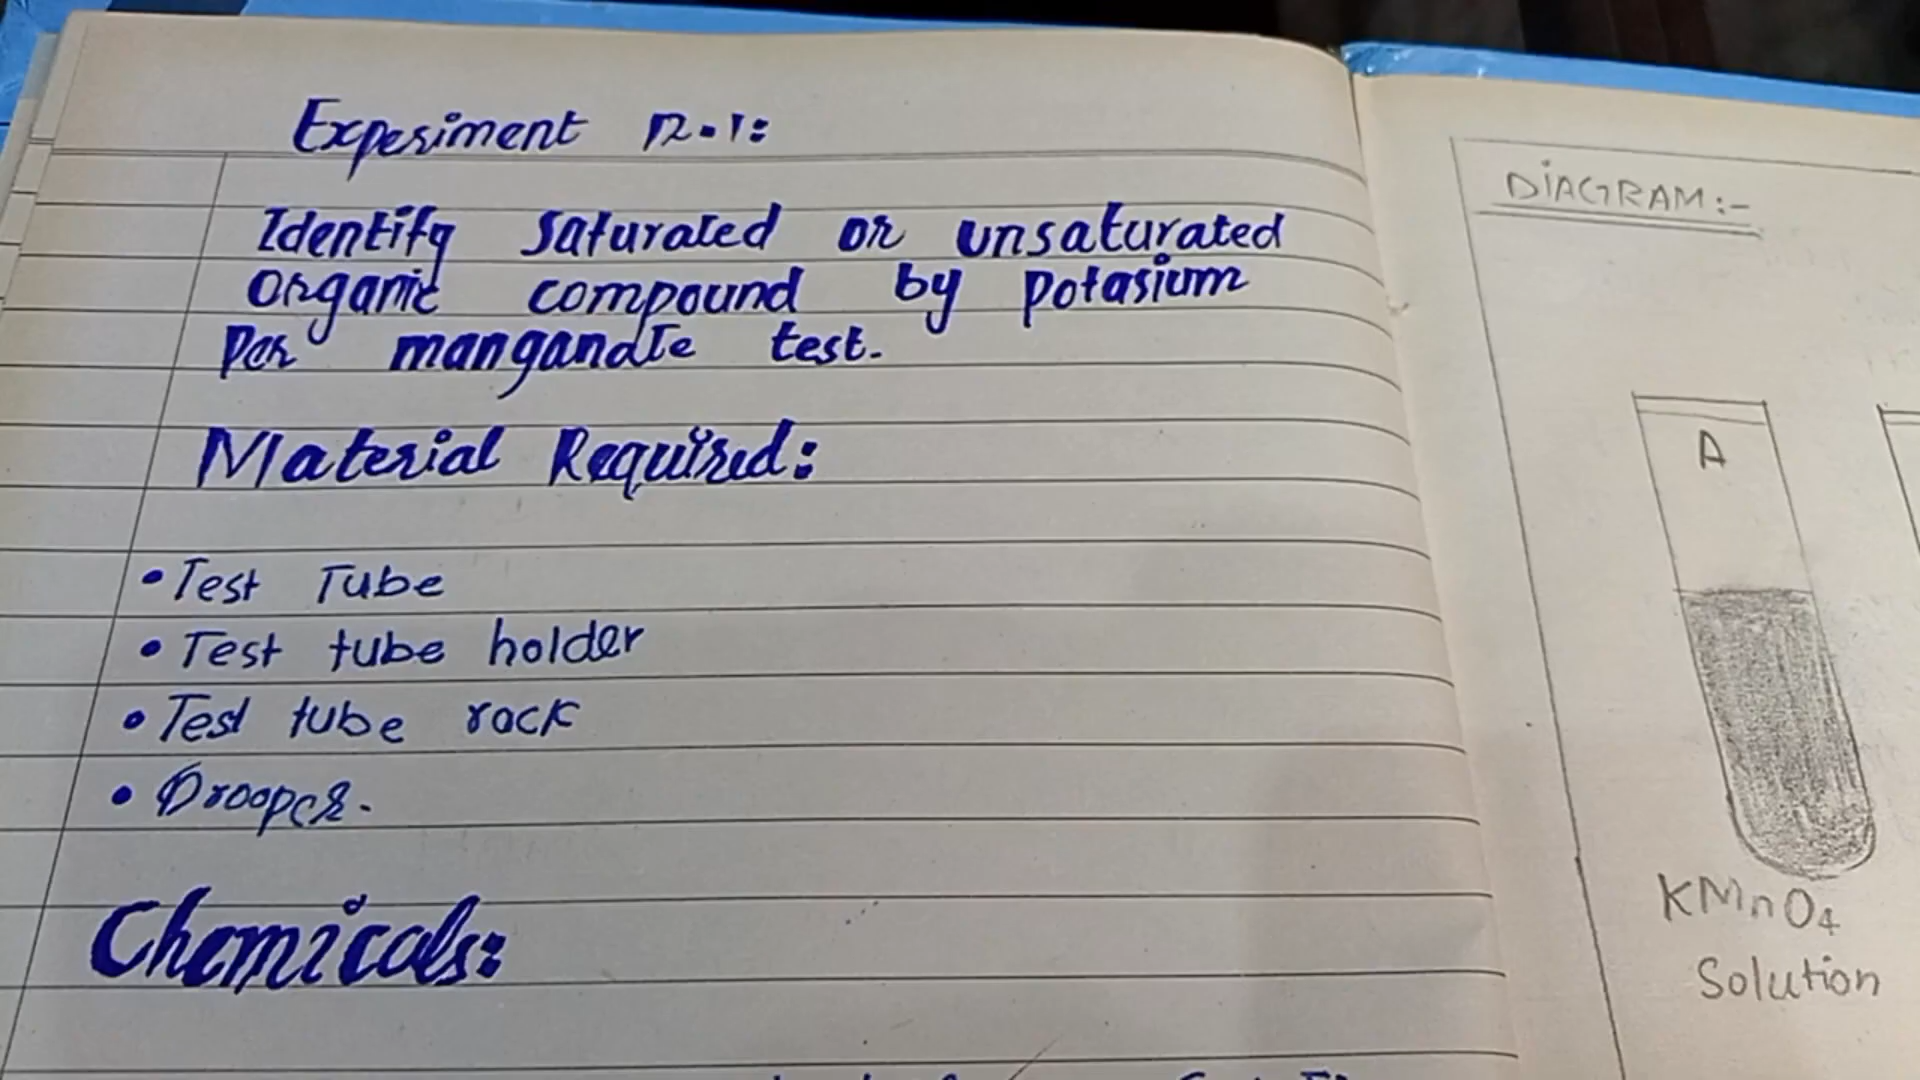 Experiment 12.1:
Identify saturated or unsaturated
organic compound by potasium
per manganate test.
Material Required:
• Test Tube
• Test tube holder
• Test tube rack
• Drooper.
Chemicals:
DIAGRAM:-
A
KMnO4
Solution